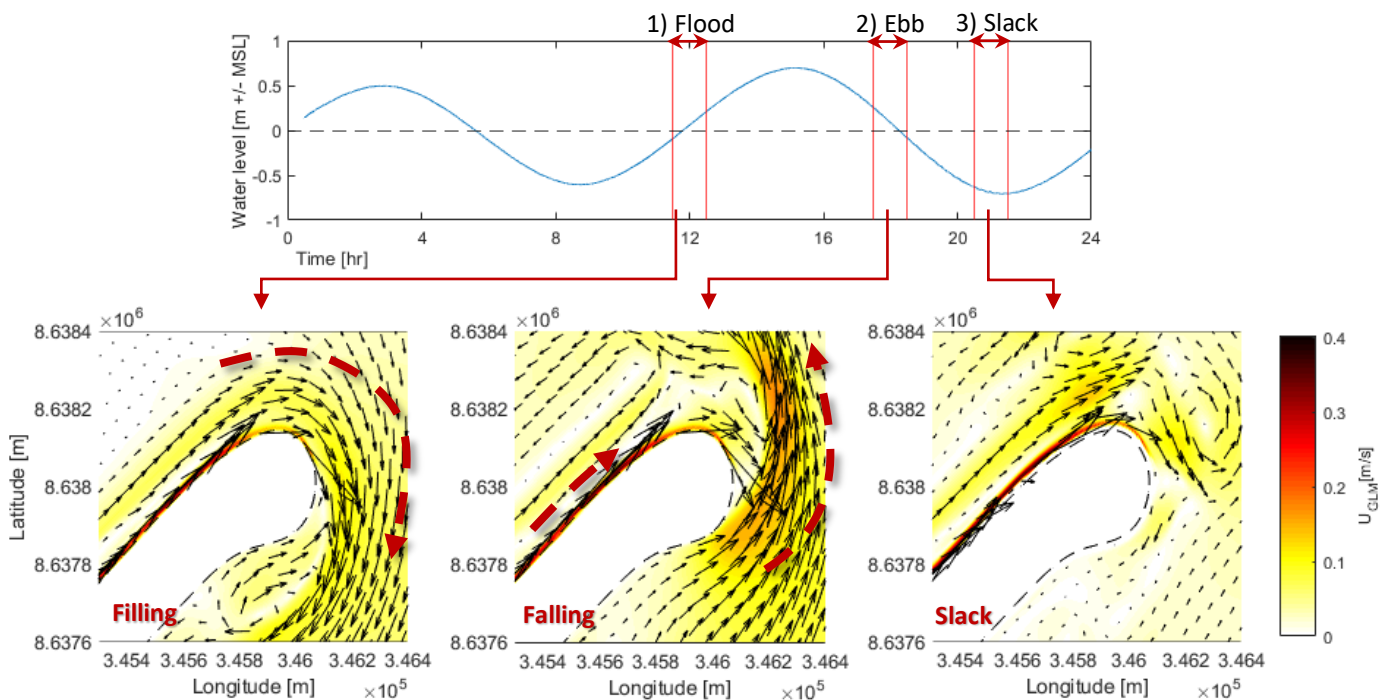 1) Flood 2) Ebb 3) Slack
Water level [m +/- MSL]
1
0.5
0
-0.5
-1
0 4 8 12 16 20 24
Time [hr]
×10⁶ ×10⁶ ×10⁶
8.6384 8.6384 8.6384
8.6382 8.6382 8.6382
8.638 8.638 8.638
8.6378 8.6378 8.6378
8.6376 8.6376 8.6376
Latitude [m]
Filling Falling Slack
3.454 3.456 3.458 3.46 3.462 3.464
3.454 3.456 3.458 3.46 3.462 3.464
3.454 3.456 3.458 3.46 3.462 3.464
Longitude [m] ×10⁵ Longitude [m] ×10⁵ Longitude [m] ×10⁵
0.4
0.3
0.2
0.1
0
U_GLM[m/s]